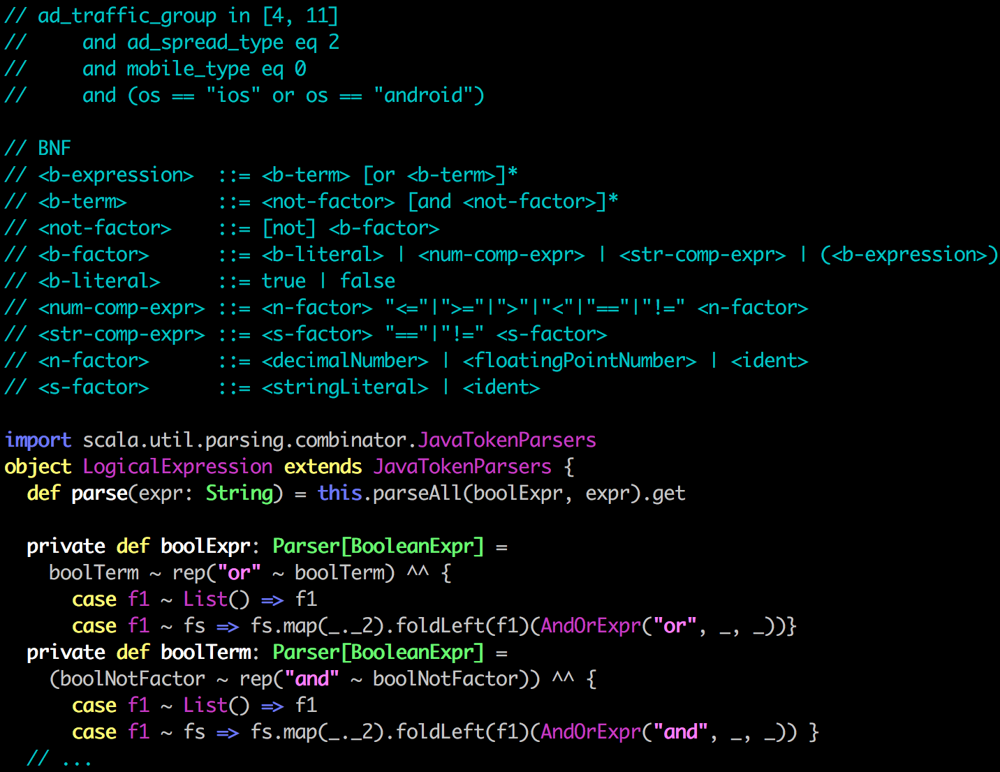 // ad_traffic_group in [4, 11]
//     and ad_spread_type eq 2
//     and mobile_type eq 0
//     and (os == "ios" or os == "android")

// BNF
// <b-expression>  ::= <b-term> [or <b-term>]*
// <b-term>        ::= <not-factor> [and <not-factor>]*
// <not-factor>    ::= [not] <b-factor>
// <b-factor>      ::= <b-literal> | <num-comp-expr> | <str-comp-expr> | (<b-expression>)
// <b-literal>     ::= true | false
// <num-comp-expr> ::= <n-factor> "<="|">="|">"|"<"|"=="|"!=" <n-factor>
// <str-comp-expr> ::= <s-factor> "=="|"!=" <s-factor>
// <n-factor>      ::= <decimalNumber> | <floatingPointNumber> | <ident>
// <s-factor>      ::= <stringLiteral> | <ident>

import scala.util.parsing.combinator.JavaTokenParsers
object LogicalExpression extends JavaTokenParsers {
  def parse(expr: String) = this.parseAll(boolExpr, expr).get

  private def boolExpr: Parser[BooleanExpr] =
    boolTerm ~ rep("or" ~ boolTerm) ^^ {
      case f1 ~ List() => f1
      case f1 ~ fs => fs.map(_._2).foldLeft(f1)(AndOrExpr("or", _, _))}
  private def boolTerm: Parser[BooleanExpr] =
    (boolNotFactor ~ rep("and" ~ boolNotFactor)) ^^ {
      case f1 ~ List() => f1
      case f1 ~ fs => fs.map(_._2).foldLeft(f1)(AndOrExpr("and", _, _)) }
  // ...